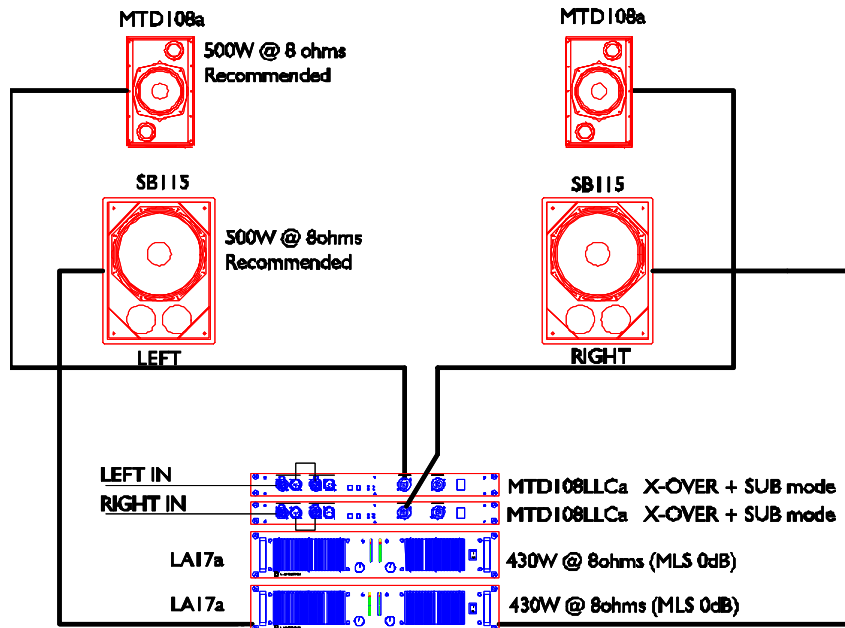 MTD108a
MTD108a
500W @ 8 ohms
Recommended
SB115
SB115
500W @ 8ohms
Recommended
LEFT
RIGHT
LEFT IN
MTD108LLCa X-OVER + SUB mode
RIGHT IN
MTD108LLCa X-OVER + SUB mode
LA17a
430W @ 8ohms (MLS 0dB)
LA17a
430W @ 8ohms (MLS 0dB)